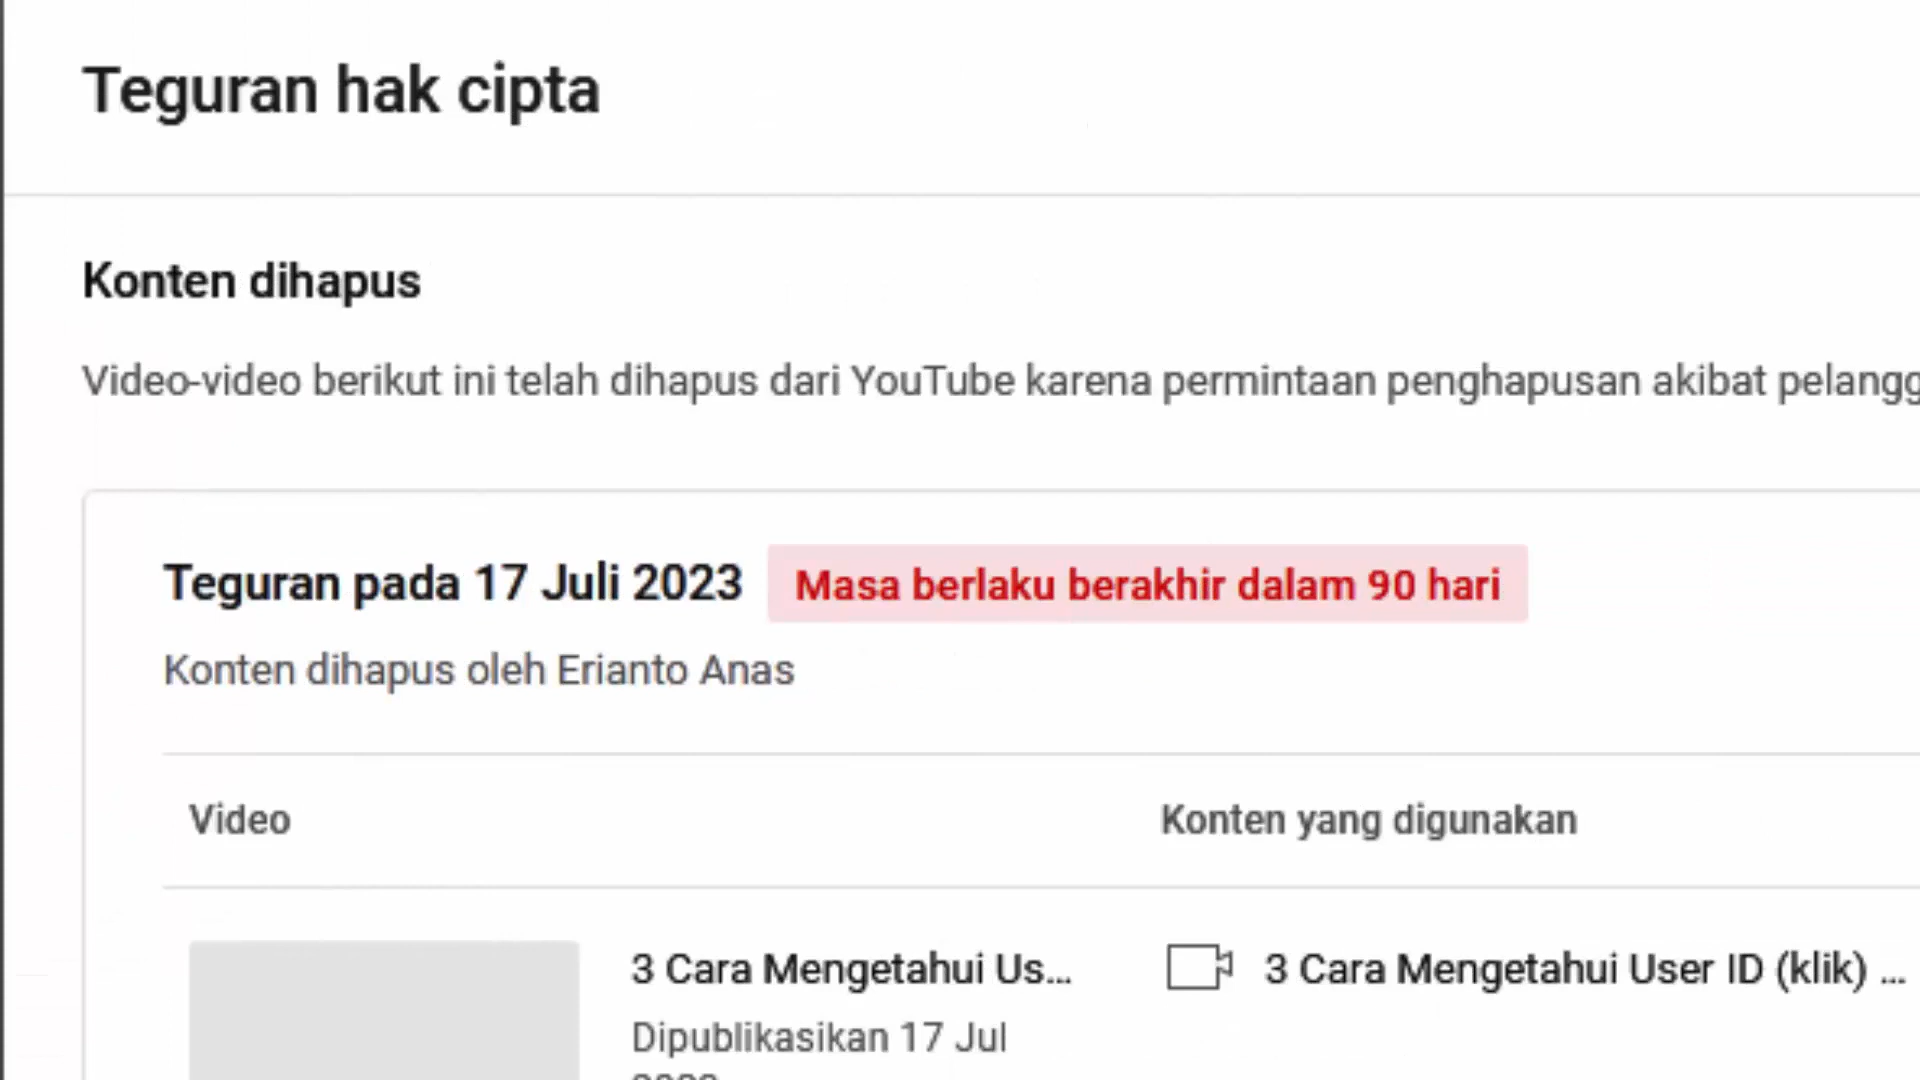 Teguran hak cipta
Konten dihapus
Video-video berikut ini telah dihapus dari YouTube karena permintaan penghapusan akibat
Teguran pada 17 Juli 2023 Masa berlaku berakhir dalam 90 hari
Konten dihapus oleh Erianto Anas
Video Konten yang digunakan
3 Cara Mengetahui Us... 3 Cara Mengetahui User ID (klik) ...
Dipublikasikan 17 Jul